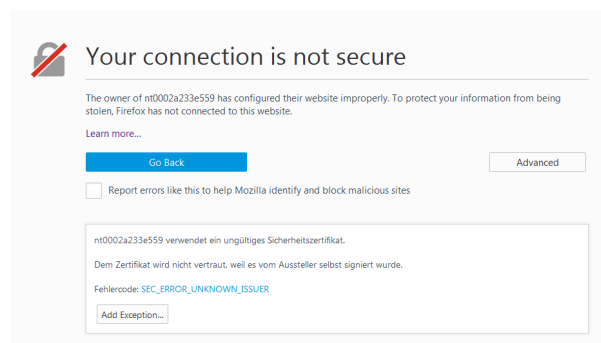 Your connection is not secure
The owner of nt0002a233e559 has configured their website improperly. To protect your information from being
stolen, Firefox has not connected to this website.
Learn more...
Go Back
Advanced
Report errors like this to help Mozilla identify and block malicious sites
nt0002a233e559 verwendet ein ungültiges Sicherheitszertifikat.
Dem Zertifikat wird nicht vertraut, weil es vom Aussteller selbst signiert wurde.
Fehlercode: SEC_ERROR_UNKNOWN_ISSUER
Add Exception...